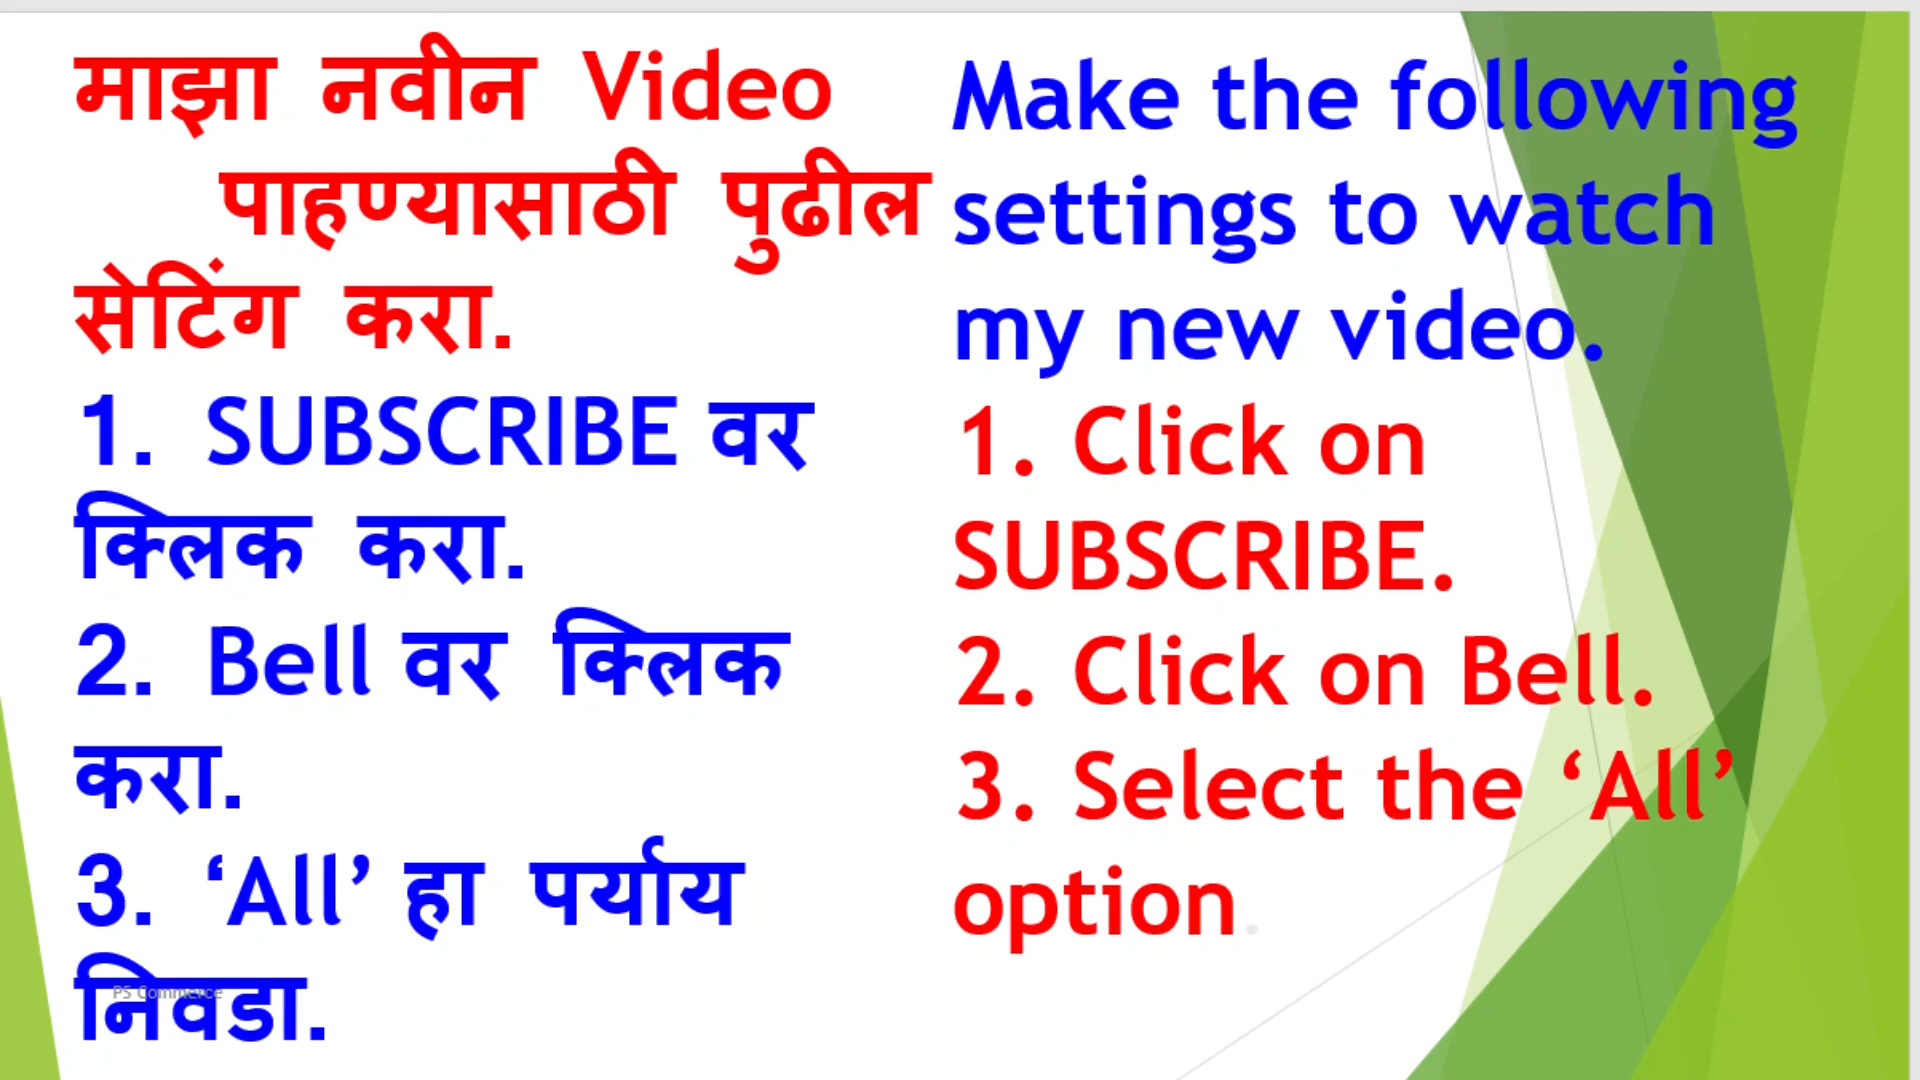 माझा नवीन Video
पाहण्यासाठी पुढील
सेटिंग करा.
1. SUBSCRIBE वर
क्लिक करा.
2. Bell वर क्लिक
करा.
3. ‘All’ हा पर्याय
निवडा.
PS Commerce
Make the following
settings to watch
my new video.
1. Click on
SUBSCRIBE.
2. Click on Bell.
3. Select the ‘All’
option.